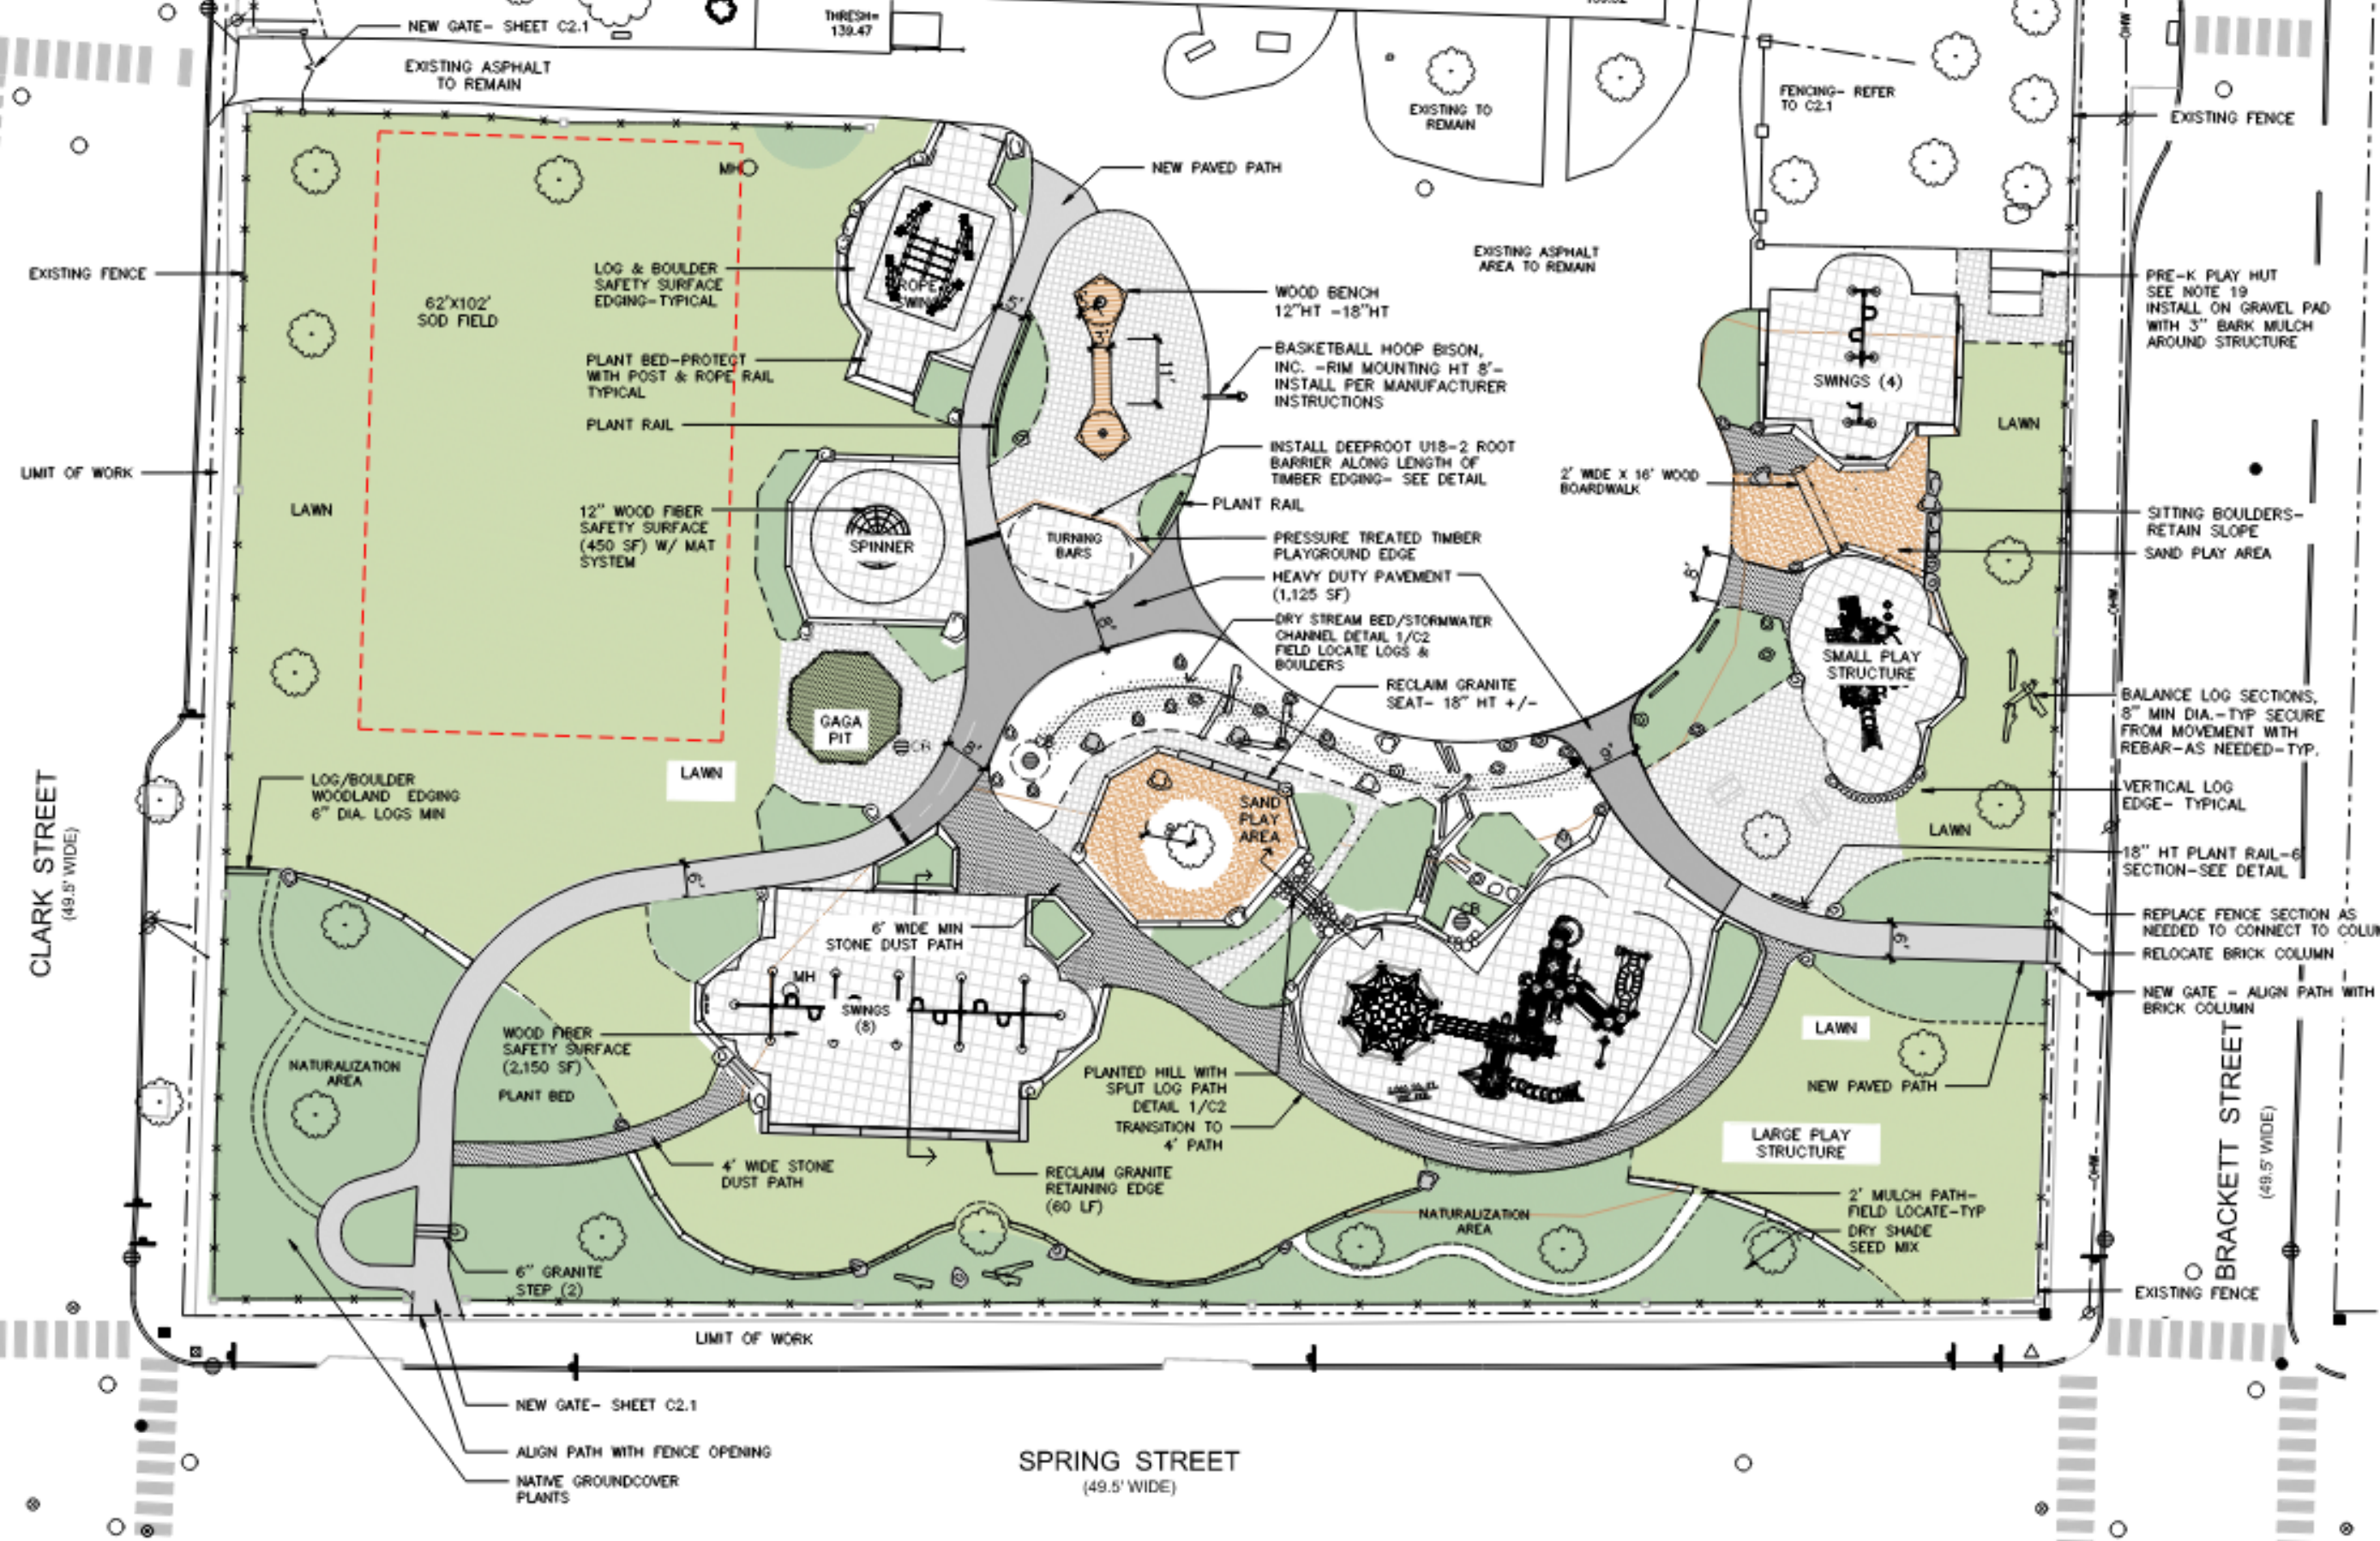 NEW GATE- SHEET C2.1
THRESH=
139.47
EXISTING ASPHALT
TO REMAIN
EXISTING TO
REMAIN
FENCING- REFER
TO C2.1
OHW
EXISTING FENCE
MH
NEW PAVED PATH
EXISTING FENCE
62'X102'
SOD FIELD
LOG & BOULDER
SAFETY SURFACE
EDGING-TYPICAL
ROPE
SWING
5'
EXISTING ASPHALT
AREA TO REMAIN
WOOD BENCH
12"HT -18"HT
3'
11'
PRE-K PLAY HUT
SEE NOTE 19
INSTALL ON GRAVEL PAD
WITH 3" BARK MULCH
AROUND STRUCTURE
PLANT BED-PROTECT
WITH POST & ROPE RAIL
TYPICAL
BASKETBALL HOOP BISON,
INC. -RIM MOUNTING HT 8'-
INSTALL PER MANUFACTURER
INSTRUCTIONS
SWINGS (4)
PLANT RAIL
LAWN
LIMIT OF WORK
INSTALL DEEPROOT U18-2 ROOT
BARRIER ALONG LENGTH OF
TIMBER EDGING- SEE DETAIL
2' WIDE X 16' WOOD
BOARDWALK
LAWN
12" WOOD FIBER
SAFETY SURFACE
(450 SF) W/ MAT
SYSTEM
SPINNER
PLANT RAIL
TURNING
BARS
PRESSURE TREATED TIMBER
PLAYGROUND EDGE
SITTING BOULDERS-
RETAIN SLOPE
SAND PLAY AREA
HEAVY DUTY PAVEMENT
(1,125 SF)
8'
8'
OHW
DRY STREAM BED/STORMWATER
CHANNEL DETAIL 1/C2
FIELD LOCATE LOGS &
BOULDERS
SMALL PLAY
STRUCTURE
RECLAIM GRANITE
SEAT- 18" HT +/-
BALANCE LOG SECTIONS,
8" MIN DIA.-TYP SECURE
FROM MOVEMENT WITH
REBAR-AS NEEDED-TYP.
GAGA
PIT
CB
8'
9'
LAWN
LOG/BOULDER
WOODLAND EDGING
6" DIA. LOGS MIN
SAND
PLAY
AREA
VERTICAL LOG
EDGE- TYPICAL
LAWN
CLARK STREET
(49.5' WIDE)
6'
18" HT PLANT RAIL-6
SECTION-SEE DETAIL
CB
6' WIDE MIN
STONE DUST PATH
6'
REPLACE FENCE SECTION AS
NEEDED TO CONNECT TO COLU
RELOCATE BRICK COLUMN
NEW GATE - ALIGN PATH WITH
BRICK COLUMN
MH
SWINGS
(8)
WOOD FIBER
SAFETY SURFACE
(2,150 SF)
LAWN
NATURALIZATION
AREA
PLANT BED
PLANTED HILL WITH
SPLIT LOG PATH
DETAIL 1/C2
TRANSITION TO
4' PATH
NEW PAVED PATH
LARGE PLAY
STRUCTURE
BRACKETT STREET
(49.5' WIDE)
OHW
4' WIDE STONE
DUST PATH
RECLAIM GRANITE
RETAINING EDGE
(60 LF)
NATURALIZATION
AREA
2' MULCH PATH-
FIELD LOCATE-TYP
DRY SHADE
SEED MIX
6" GRANITE
STEP (2)
EXISTING FENCE
LIMIT OF WORK
NEW GATE- SHEET C2.1
ALIGN PATH WITH FENCE OPENING
NATIVE GROUNDCOVER
PLANTS
SPRING STREET
(49.5' WIDE)